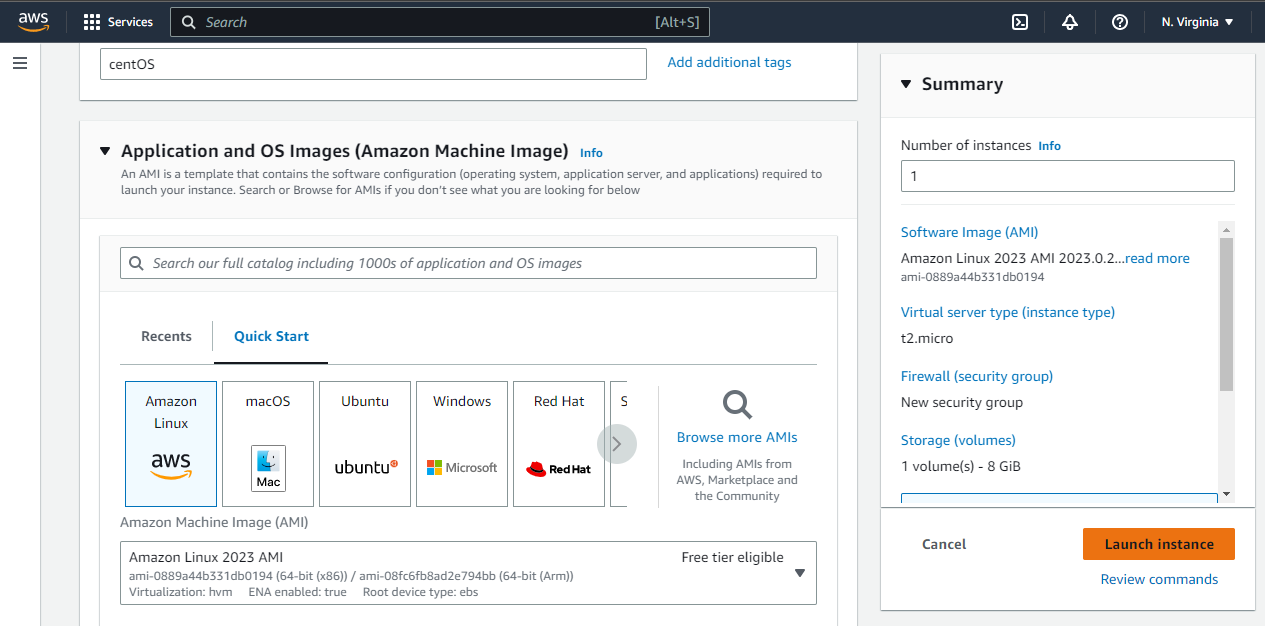 aws
Services
Search
[Alt+S]
N. Virginia
centOS
Add additional tags
Application and OS Images (Amazon Machine Image) Info
An AMI is a template that contains the software configuration (operating system, application server, and applications) required to
launch your instance. Search or Browse for AMIs if you don't see what you are looking for below
Search our full catalog including 1000s of application and OS images
Recents
Quick Start
Amazon
Linux
aws
macOS
Mac
Ubuntu
ubuntu
Windows
Microsoft
Red Hat
Red Hat
S
Browse more AMIs
Including AMIs from
AWS, Marketplace and
the Community
Amazon Machine Image (AMI)
Amazon Linux 2023 AMI
Free tier eligible
ami-0889a44b331db0194 (64-bit (x86)) / ami-08fc6fb8ad2e794bb (64-bit (Arm))
Virtualization: hvm ENA enabled: true Root device type: ebs
Summary
Number of instances Info
1
Software Image (AMI)
Amazon Linux 2023 AMI 2023.0.2...read more
ami-0889a44b331db0194
Virtual server type (instance type)
t2.micro
Firewall (security group)
New security group
Storage (volumes)
1 volume(s) - 8 GiB
Cancel
Launch instance
Review commands